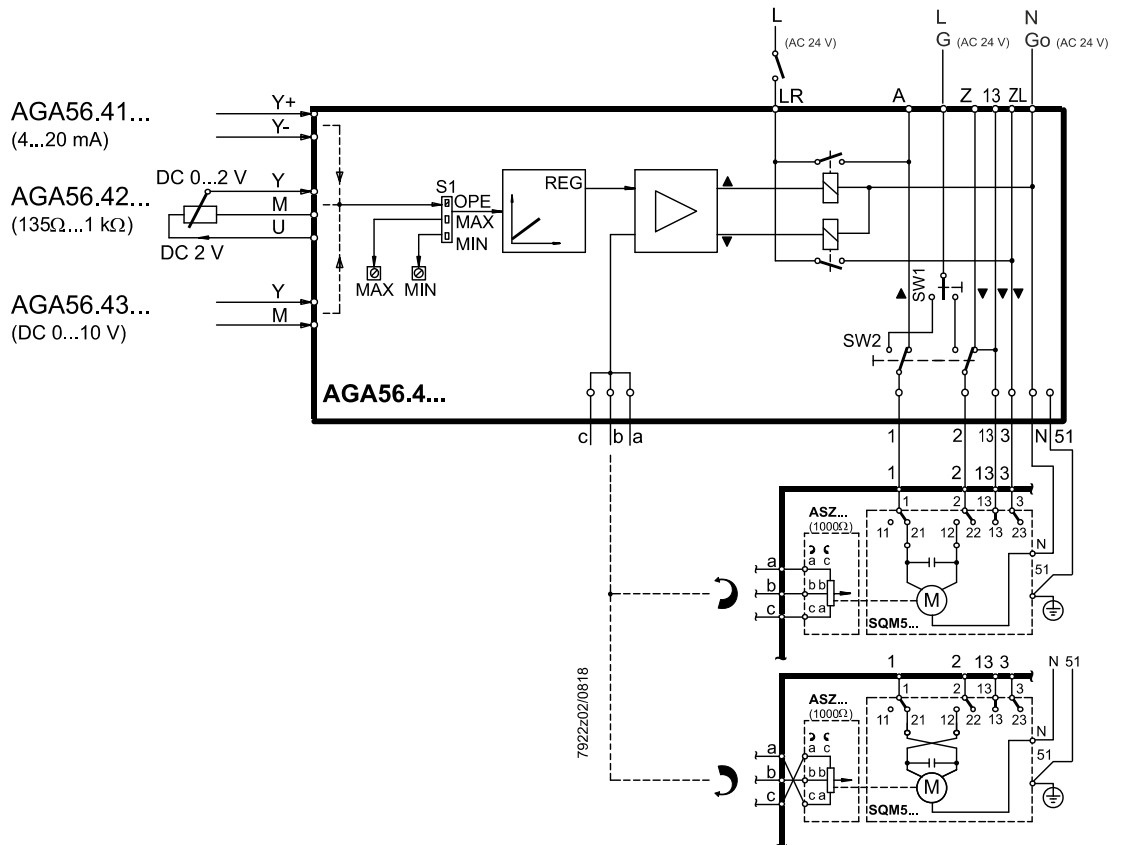 L
(AC 24 V)
L
G (AC 24 V)
N
Go (AC 24 V)
LR A Z 13 ZL
AGA56.41...
(4...20 mA)
Y+
Y-
AGA56.42...
(135Ω...1 kΩ)
DC 0...2 V
Y
M
U
DC 2 V
AGA56.43...
(DC 0...10 V)
Y
M
S1
OPE
MAX
MIN
REG
MAX MIN
SW1
SW2
AGA56.4...
c b a
1 2 13 3 N 51
1 2 13 3
1 2 13 3
ASZ...
(1000Ω)
11 21 12 22 13 23
a c
a
b b b
c c a
N
51
M
SQM5...
7922z02/0818
1 2 13 3 N 51
1 2 13 3
ASZ...
(1000Ω)
11 21 12 22 13 23
a c
a
b b b
c c a
N
51
M
SQM5...